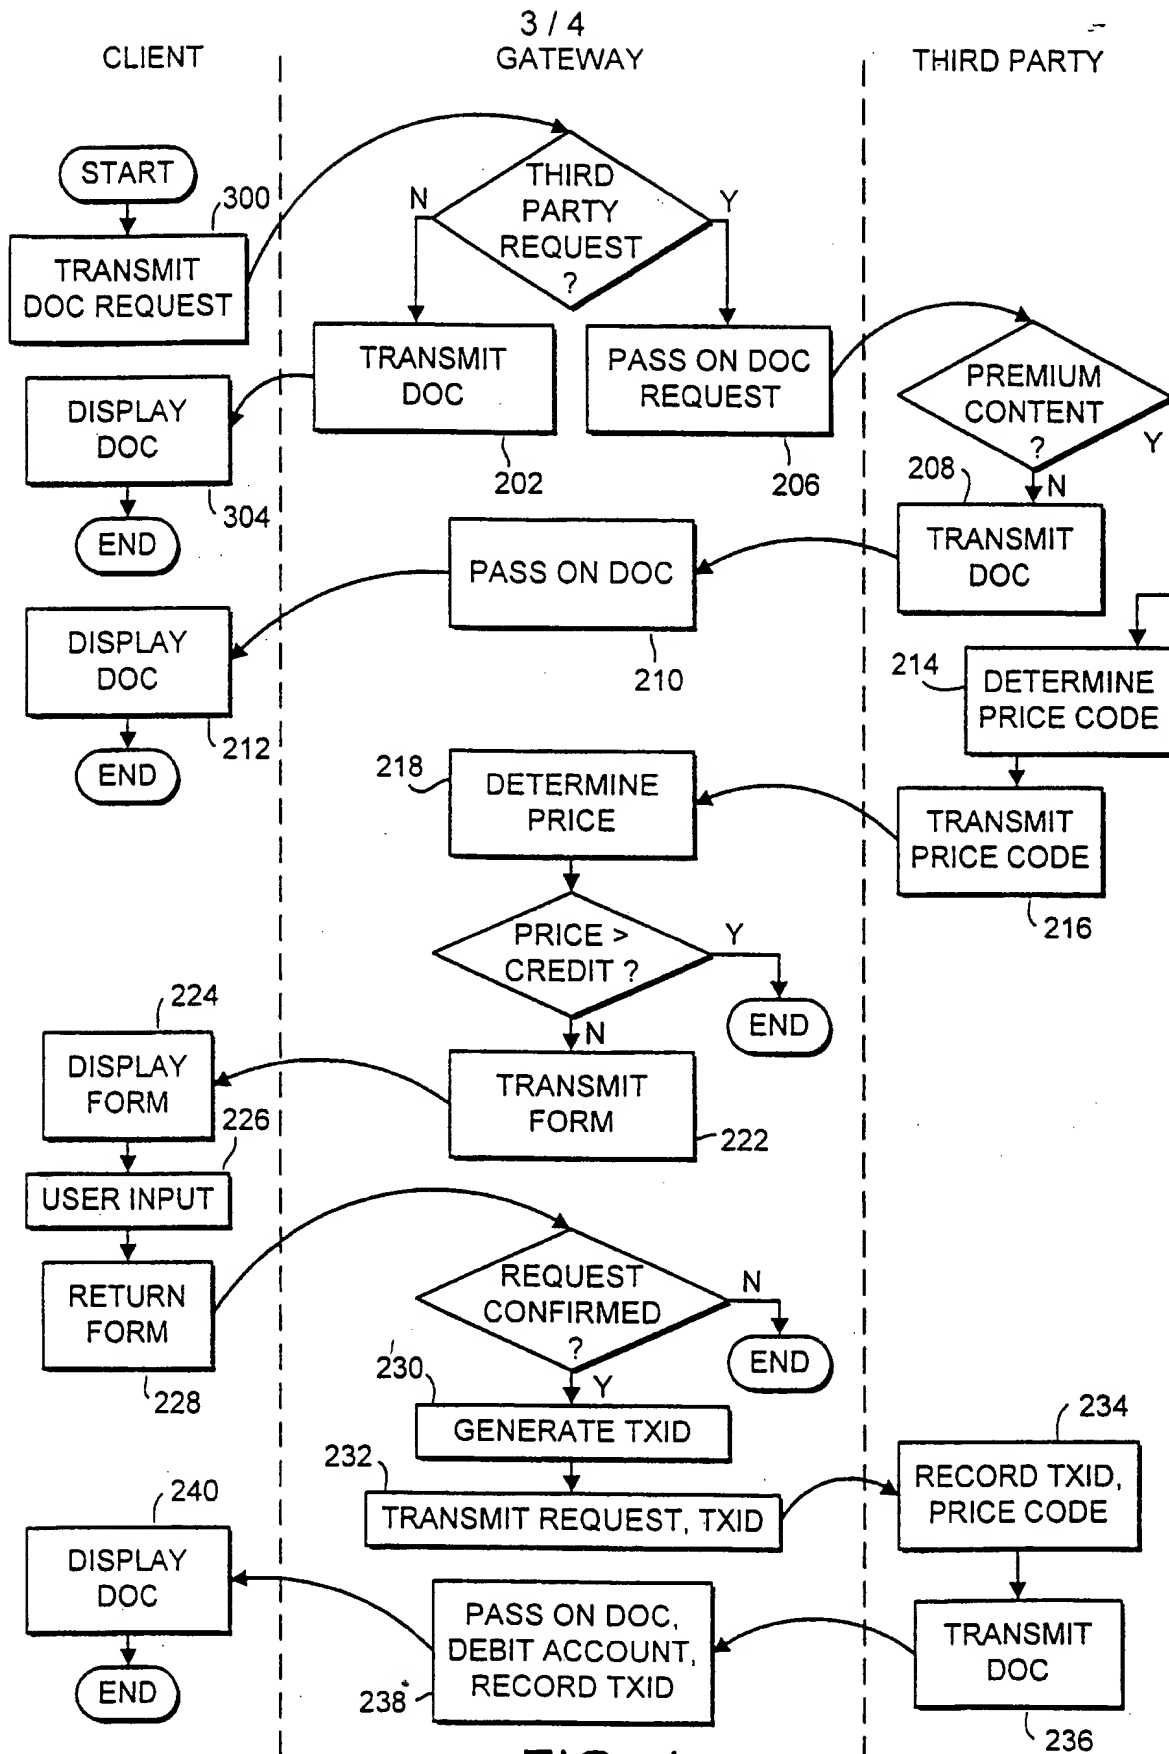 3 / 4
CLIENT
GATEWAY
THIRD PARTY
START
300
TRANSMIT
DOC REQUEST
THIRD
PARTY
REQUEST
?
N
Y
TRANSMIT
DOC
202
PASS ON DOC
REQUEST
206
PREMIUM
CONTENT
?
Y
N
DISPLAY
DOC
304
END
208
TRANSMIT
DOC
PASS ON DOC
210
DISPLAY
DOC
212
END
214
DETERMINE
PRICE CODE
218
DETERMINE
PRICE
TRANSMIT
PRICE CODE
216
PRICE >
CREDIT ?
Y
END
N
224
DISPLAY
FORM
TRANSMIT
FORM
222
226
USER INPUT
RETURN
FORM
228
REQUEST
CONFIRMED
?
N
END
Y
230
GENERATE TXID
232
TRANSMIT REQUEST, TXID
234
RECORD TXID,
PRICE CODE
240
DISPLAY
DOC
END
PASS ON DOC,
DEBIT ACCOUNT,
RECORD TXID
238
TRANSMIT
DOC
236